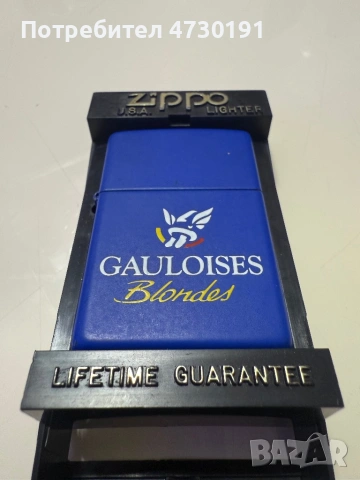 Потребител 4730191
Zippo
U.S.A. LIGHTER
GAULOISES
Blondes
LIFETIME GUARANTEE
BAZAR